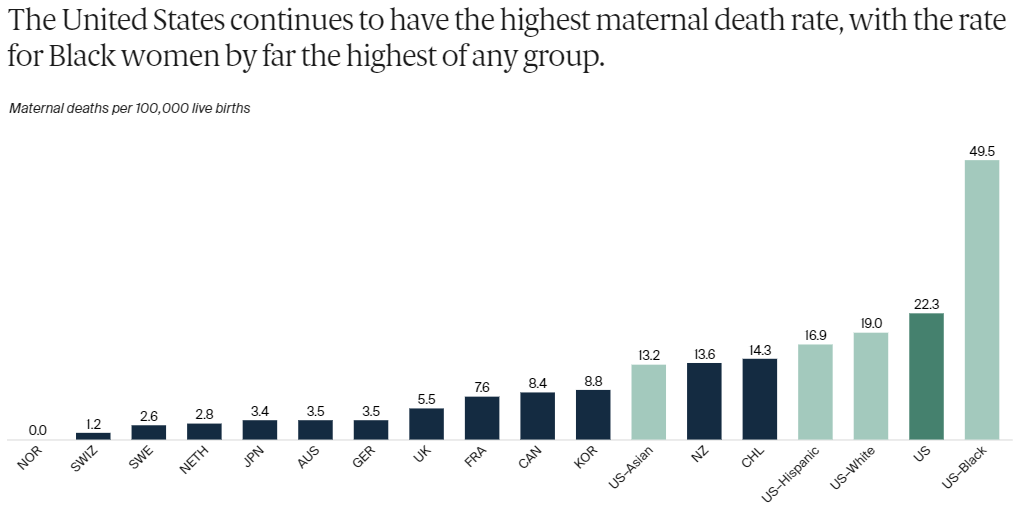 The United States continues to have the highest maternal death rate, with the rate
for Black women by far the highest of any group.
Maternal deaths per 100,000 live births
0.0
1.2
2.6
2.8
3.4
3.5
3.5
5.5
7.6
8.4
8.8
13.2
13.6
14.3
16.9
19.0
22.3
49.5
NOR
SWIZ
SWE
NETH
JPN
AUS
GER
UK
FRA
CAN
KOR
US-Asian
NZ
CHL
US-Hispanic
US-White
US
US-Black